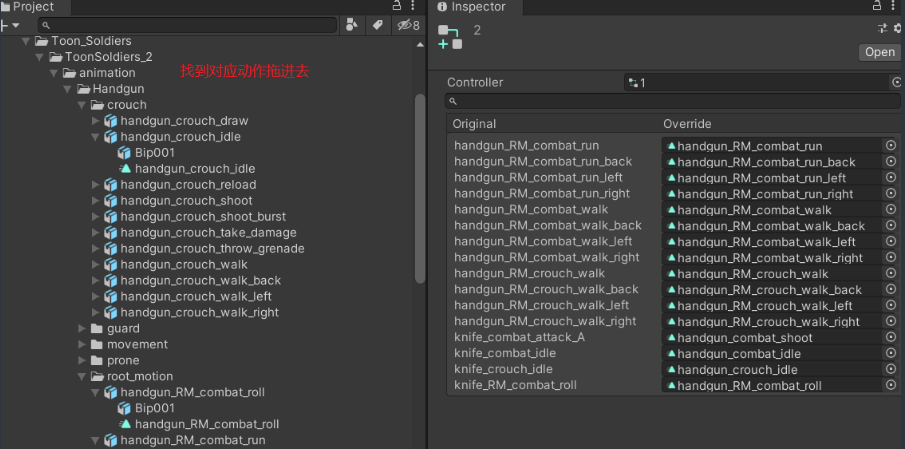 Project
8
Toon_Soldiers
ToonSoldiers_2
animation
找到对应动作拖进去
Handgun
crouch
handgun_crouch_draw
handgun_crouch_idle
Bip001
handgun_crouch_idle
handgun_crouch_reload
handgun_crouch_shoot
handgun_crouch_shoot_burst
handgun_crouch_take_damage
handgun_crouch_throw_grenade
handgun_crouch_walk
handgun_crouch_walk_back
handgun_crouch_walk_left
handgun_crouch_walk_right
guard
movement
prone
root_motion
handgun_RM_combat_roll
Bip001
handgun_RM_combat_roll
handgun_RM_combat_run
Inspector
2
Open
Controller 1
Original Override
handgun_RM_combat_run handgun_RM_combat_run
handgun_RM_combat_run_back handgun_RM_combat_run_back
handgun_RM_combat_run_left handgun_RM_combat_run_left
handgun_RM_combat_run_right handgun_RM_combat_run_right
handgun_RM_combat_walk handgun_RM_combat_walk
handgun_RM_combat_walk_back handgun_RM_combat_walk_back
handgun_RM_combat_walk_left handgun_RM_combat_walk_left
handgun_RM_combat_walk_right handgun_RM_combat_walk_right
handgun_RM_crouch_walk handgun_RM_crouch_walk
handgun_RM_crouch_walk_back handgun_RM_crouch_walk_back
handgun_RM_crouch_walk_left handgun_RM_crouch_walk_left
handgun_RM_crouch_walk_right handgun_RM_crouch_walk_right
knife_combat_attack_A handgun_combat_shoot
knife_combat_idle handgun_combat_idle
knife_crouch_idle handgun_crouch_idle
knife_RM_combat_roll handgun_RM_combat_roll